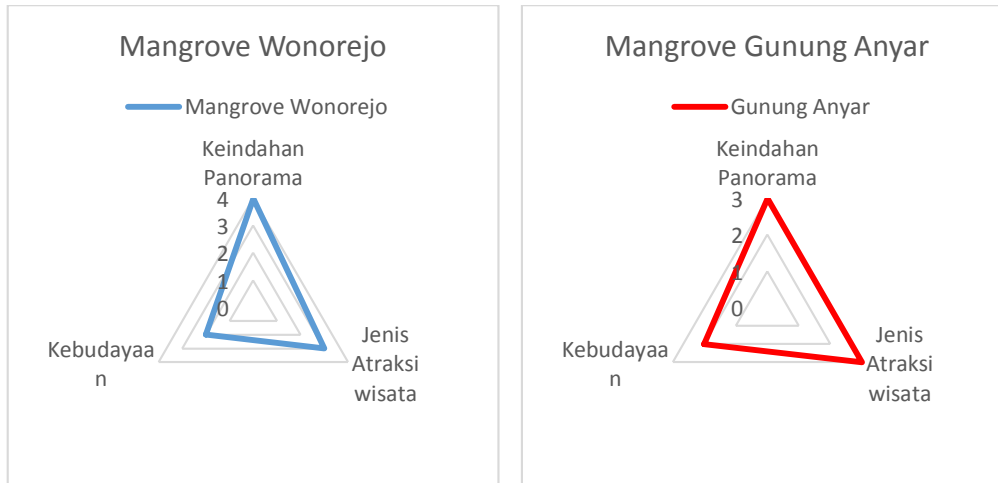 Mangrove Wonorejo
Mangrove Wonorejo
Keindahan
Panorama
4
3
2
1
0
Kebudayaa
n
Jenis
Atraksi
wisata
Mangrove Gunung Anyar
Gunung Anyar
Keindahan
Panorama
3
2
1
0
Kebudayaa
n
Jenis
Atraksi
wisata